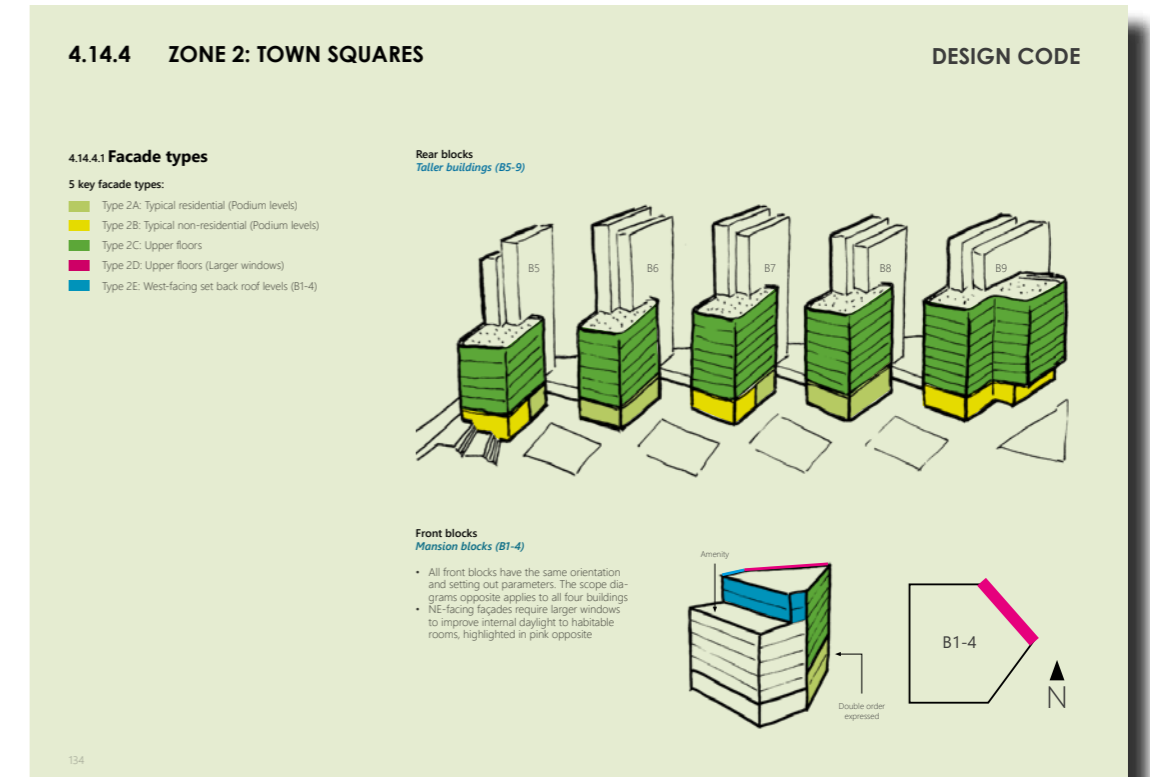 4.14.4 ZONE 2: TOWN SQUARES
DESIGN CODE
4.14.4.1 Facade types
5 key facade types:
Type 2A: Typical residential (Podium levels)
Type 2B: Typical non-residential (Podium levels)
Type 2C: Upper floors
Type 2D: Upper floors (Larger windows)
Type 2E: West-facing set back roof levels (B1-4)
Rear blocks
Taller buildings (B5-9)
B5
B6
B7
B8
B9
Front blocks
Mansion blocks (B1-4)
• All front blocks have the same orientation
and setting out parameters. The scope dia-
grams opposite applies to all four buildings
• NE-facing façades require larger windows
to improve internal daylight to habitable
rooms, highlighted in pink opposite
Amenity
Double order
expressed
B1-4
N
134